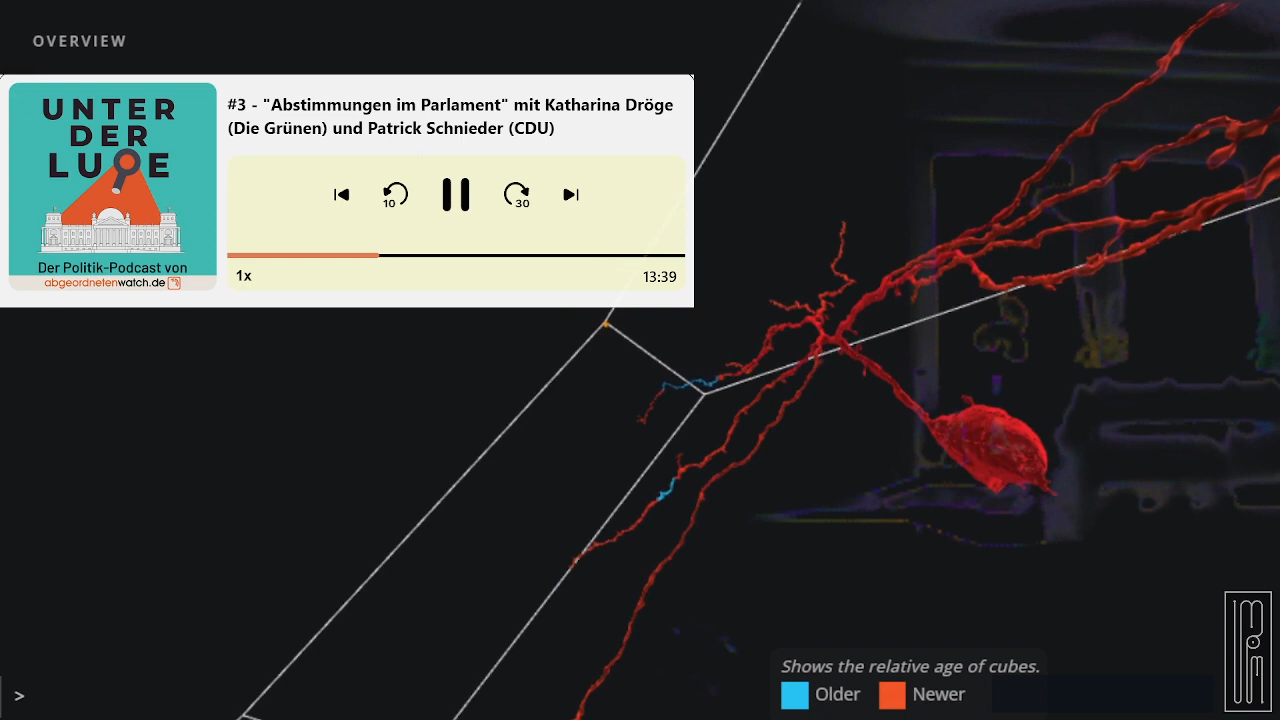 OVERVIEW
UNTER
DER
LUPE
Der Politik-Podcast von
abgeordnetenwatch.de
#3 - "Abstimmungen im Parlament" mit Katharina Dröge
(Die Grünen) und Patrick Schnieder (CDU)
10
30
1x
13:39
>
Shows the relative age of cubes.
Older
Newer